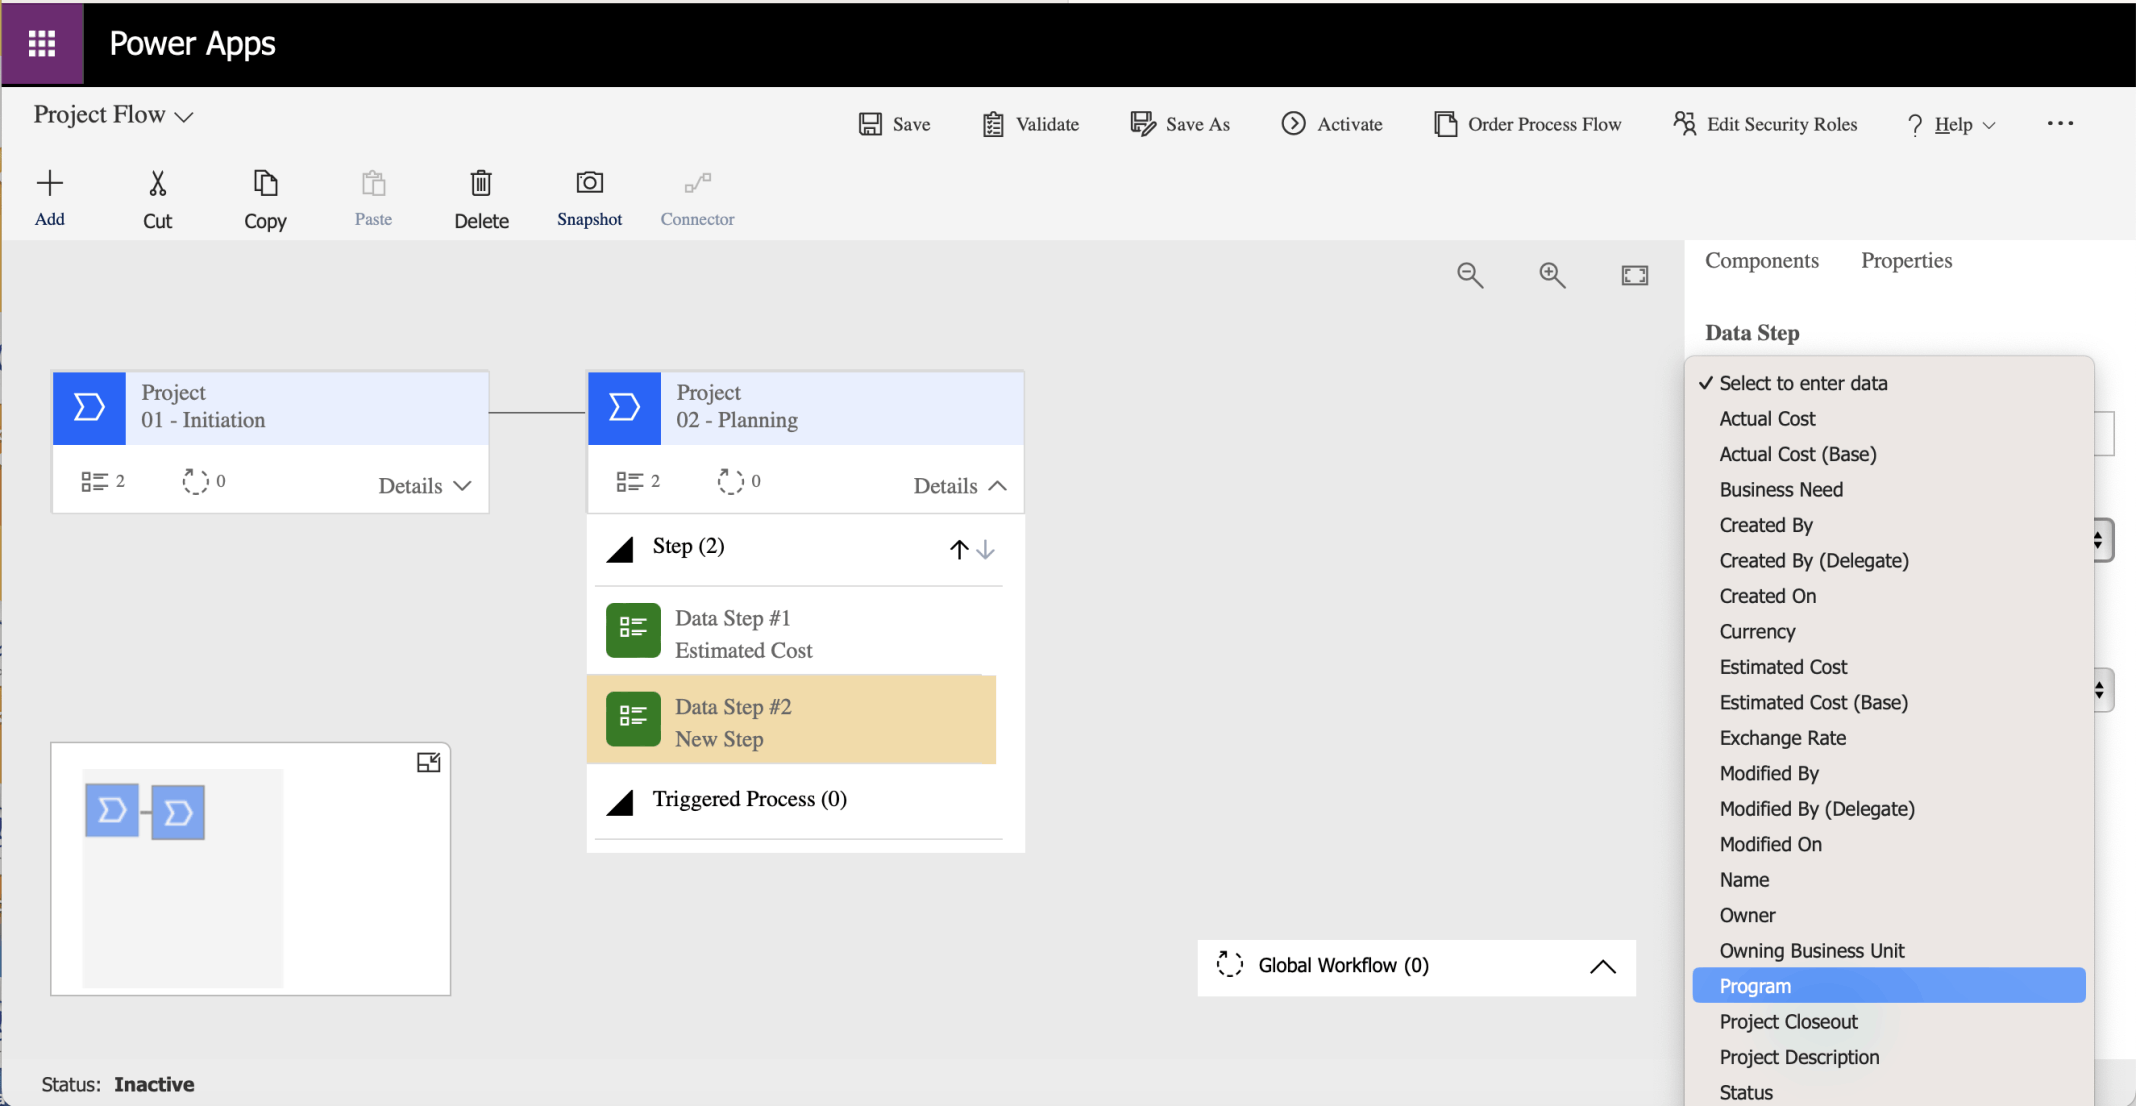 Power Apps
Project Flow
Save
Validate
Save As
Activate
Order Process Flow
Edit Security Roles
? Help
...
Add
Cut
Copy
Paste
Delete
Snapshot
Connector
Components
Properties
Data Step
Project
01 - Initiation
2
0
Details
Project
02 - Planning
2
0
Details
Step (2)
Data Step #1
Estimated Cost
Data Step #2
New Step
Triggered Process (0)
Global Workflow (0)
✓ Select to enter data
Actual Cost
Actual Cost (Base)
Business Need
Created By
Created By (Delegate)
Created On
Currency
Estimated Cost
Estimated Cost (Base)
Exchange Rate
Modified By
Modified By (Delegate)
Modified On
Name
Owner
Owning Business Unit
Program
Project Closeout
Project Description
Status
Status: Inactive